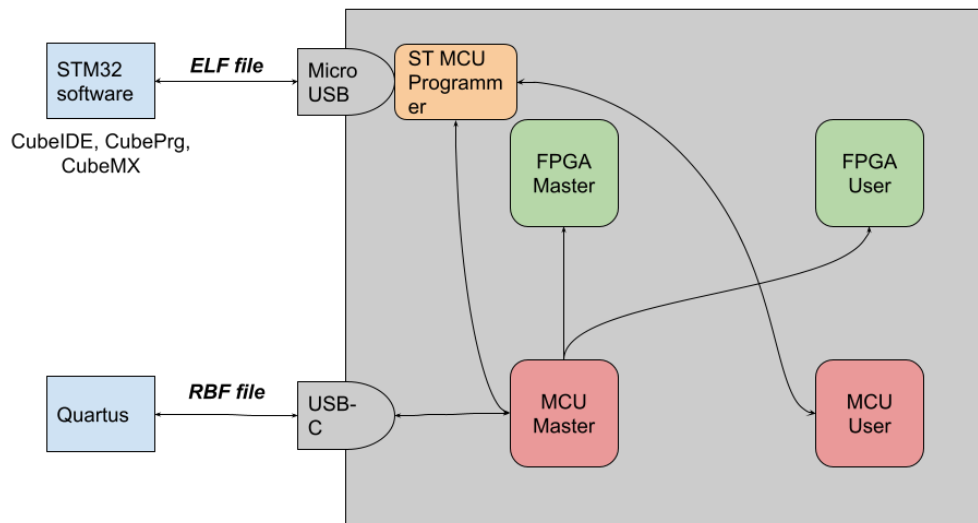 STM32
software
ELF file
Micro
USB
ST MCU
Programm
er
CubeIDE, CubePrg,
CubeMX
FPGA
Master
FPGA
User
Quartus
RBF file
USB-
C
MCU
Master
MCU
User